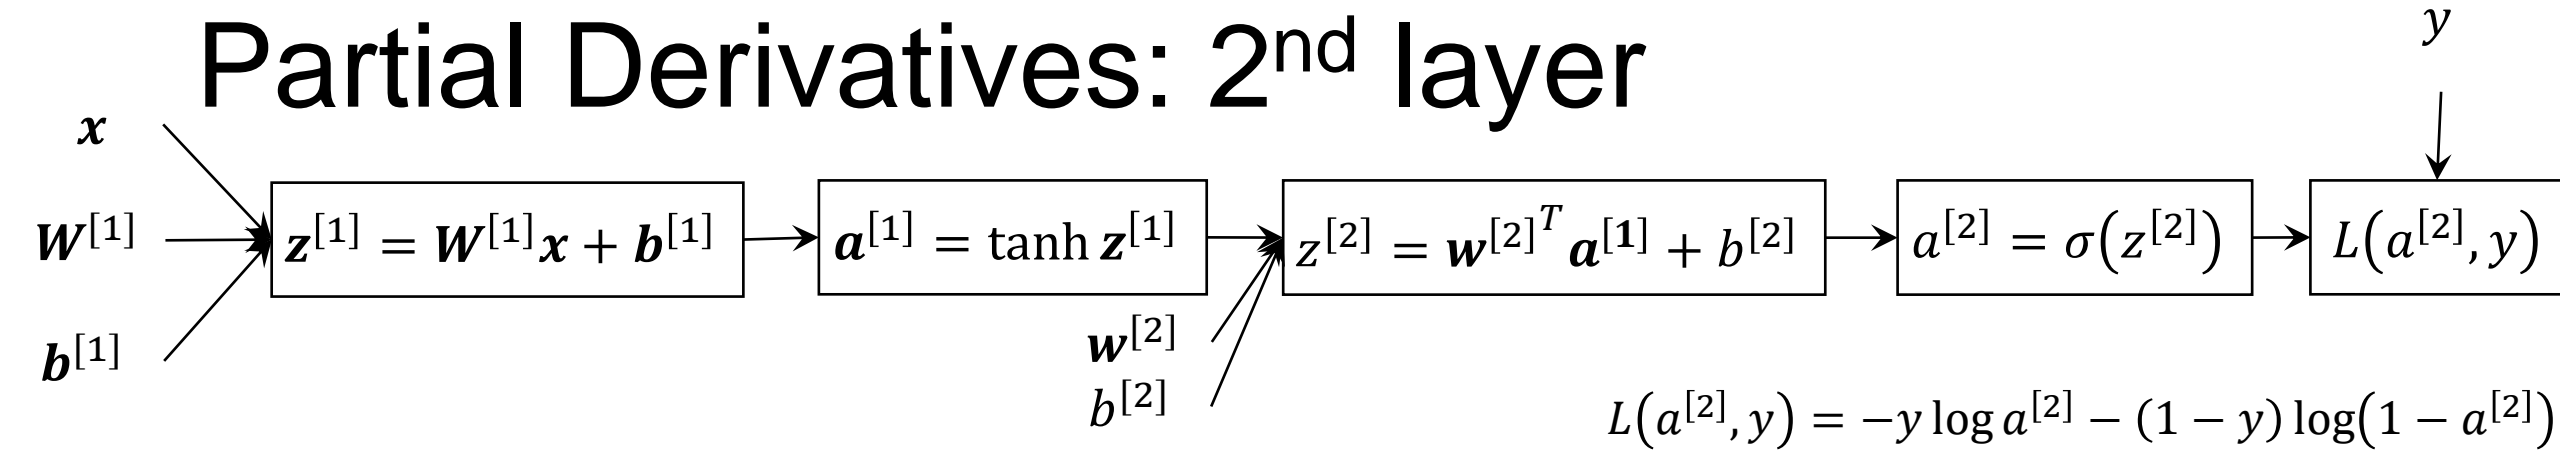 Partial Derivatives: 2nd layer
y
x
W^[1]
b^[1]
z^[1] = W^[1]x + b^[1]
a^[1] = tanh z^[1]
z^[2] = w^[2]^T a^[1] + b^[2]
a^[2] = σ(z^[2])
L(a^[2], y)
w^[2]
b^[2]
L(a^[2], y) = −y log a^[2] − (1 − y) log(1 − a^[2])